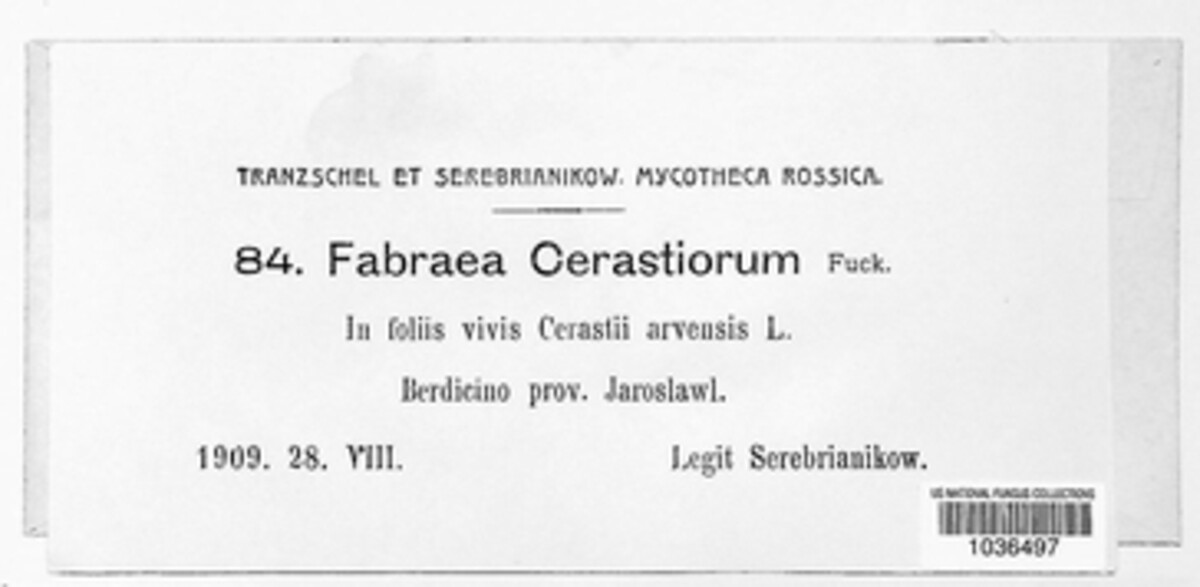 TRANZSCHEL ET SEREBRIANIKOW. MYCOTHECA ROSSICA.
84. Fabraea Cerastiorum Fuck.
In foliis vivis Cerastii arvensis L.
Berdicino prov. Jaroslawl.
1909. 28. VIII. Legit Serebrianikow.
US NATIONAL FUNGUS COLLECTIONS
1036497